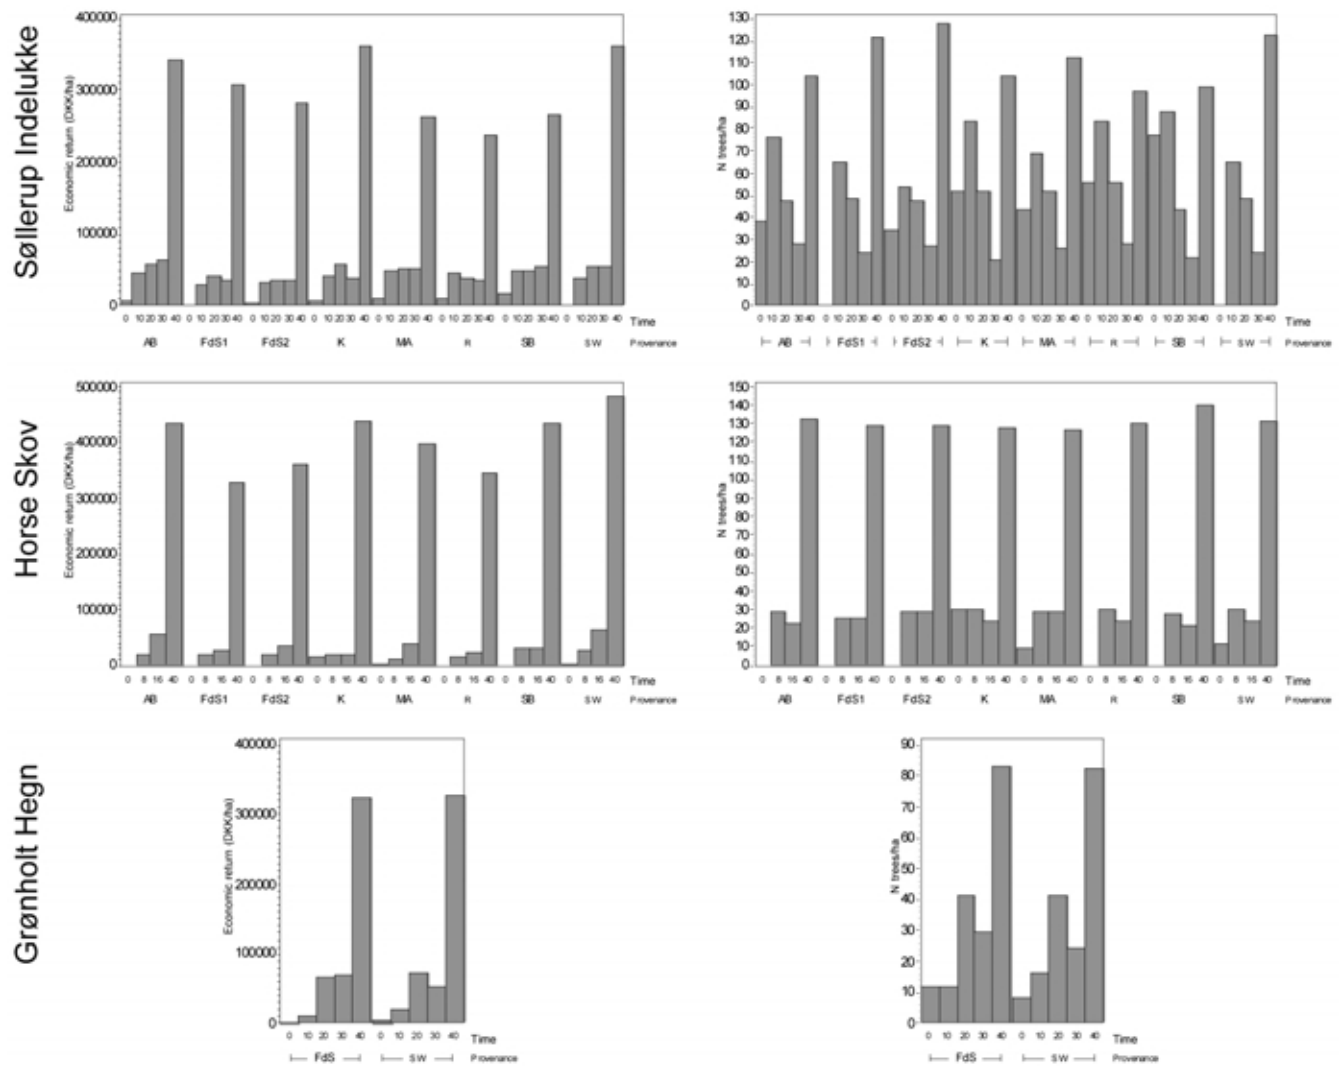 Søllerup Indelukke
400000
300000
200000
100000
0
Economic return (DKK/ha)
0 10 20 30 40 0 10 20 30 40 0 10 20 30 40 0 10 20 30 40 0 10 20 30 40 0 10 20 30 40 0 10 20 30 40 0 10 20 30 40 Time
AB FdS1 FdS2 K MA R SB SW Provenance
130
120
110
100
90
80
70
60
50
40
30
20
10
0
N trees/ha
0 10 20 30 40 0 10 20 30 40 0 10 20 30 40 0 10 20 30 40 0 10 20 30 40 0 10 20 30 40 0 10 20 30 40 0 10 20 30 40 Time
AB FdS1 FdS2 K MA R SB SW Provenance
Horse Skov
500000
400000
300000
200000
100000
0
Economic return (DKK/ha)
0 8 16 40 0 8 16 40 0 8 16 40 0 8 16 40 0 8 16 40 0 8 16 40 0 8 16 40 0 8 16 40 Time
AB FdS1 FdS2 K MA R SB SW Provenance
150
140
130
120
110
100
90
80
70
60
50
40
30
20
10
0
N trees/ha
0 8 16 40 0 8 16 40 0 8 16 40 0 8 16 40 0 8 16 40 0 8 16 40 0 8 16 40 0 8 16 40 Time
AB FdS1 FdS2 K MA R SB SW Provenance
Grønholt Hegn
400000
300000
200000
100000
0
Economic return (DKK/ha)
0 10 20 30 40 0 10 20 30 40 Time
FdS SW Provenance
90
80
70
60
50
40
30
20
10
0
N trees/ha
0 10 20 30 40 0 10 20 30 40 Time
FdS SW Provenance